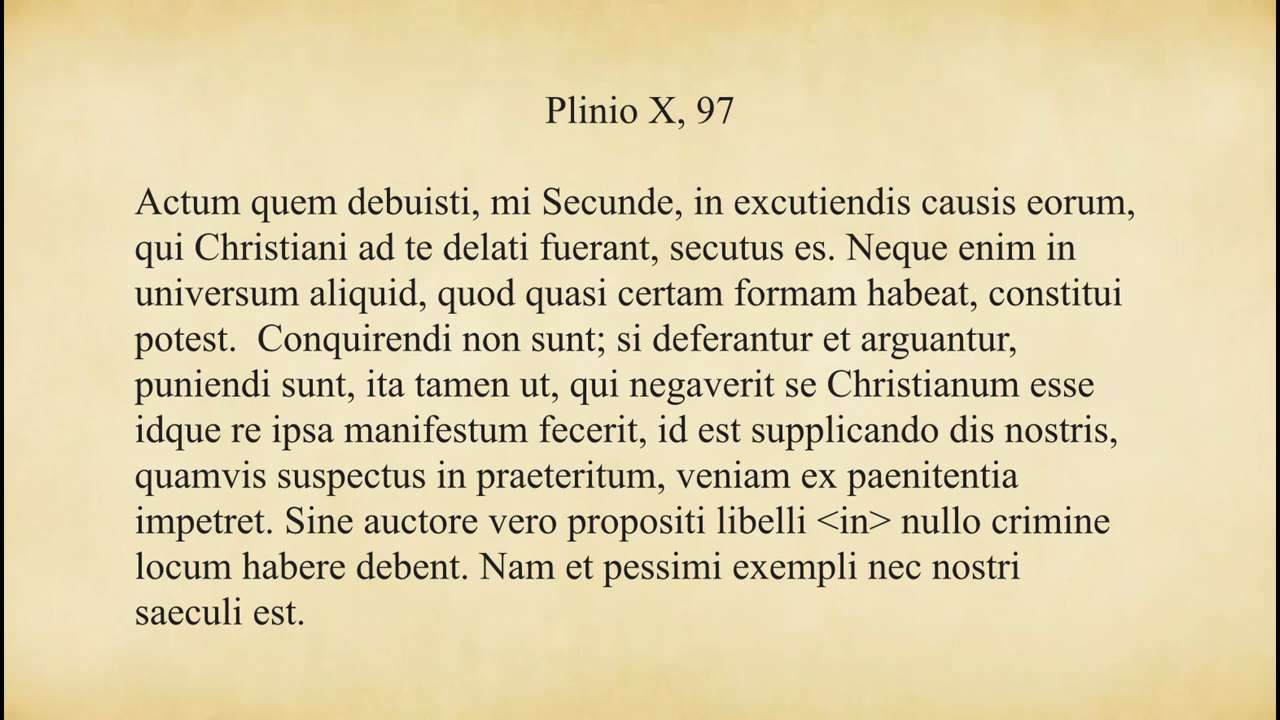 Plinio X, 97
Actum quem debuisti, mi Secunde, in excutiendis causis eorum,
qui Christiani ad te delati fuerant, secutus es. Neque enim in
universum aliquid, quod quasi certam formam habeat, constitui
potest.  Conquirendi non sunt; si deferantur et arguantur,
puniendi sunt, ita tamen ut, qui negaverit se Christianum esse
idque re ipsa manifestum fecerit, id est supplicando dis nostris,
quamvis suspectus in praeteritum, veniam ex paenitentia
impetret. Sine auctore vero propositi libelli <in> nullo crimine
locum habere debent. Nam et pessimi exempli nec nostri
saeculi est.